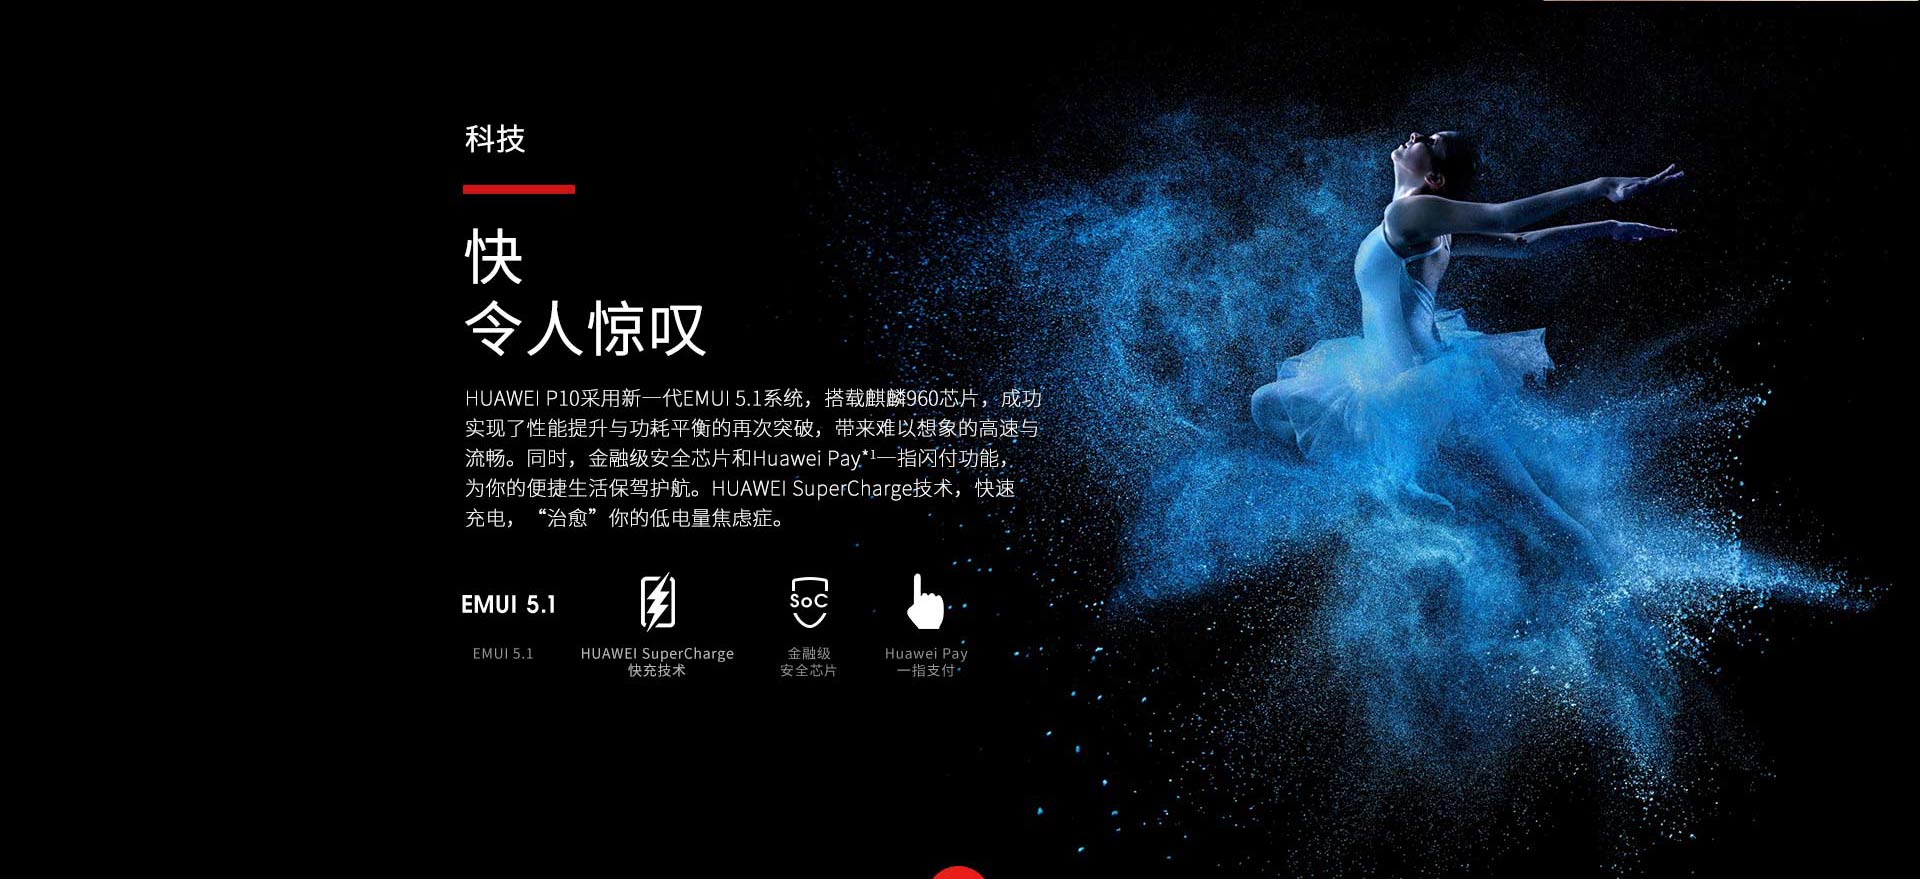 科技
快
令人惊叹
HUAWEI P10采用新一代EMUI 5.1系统，搭载麒麟960芯片，成功
实现了性能提升与功耗平衡的再次突破，带来难以想象的高速与
流畅。同时，金融级安全芯片和Huawei Pay*¹一指闪付功能，
为你的便捷生活保驾护航。HUAWEI SuperCharge技术，快速
充电，“治愈”你的低电量焦虑症。
EMUI 5.1
SoC
EMUI 5.1
HUAWEI SuperCharge
快充技术
金融级
安全芯片
Huawei Pay
一指支付